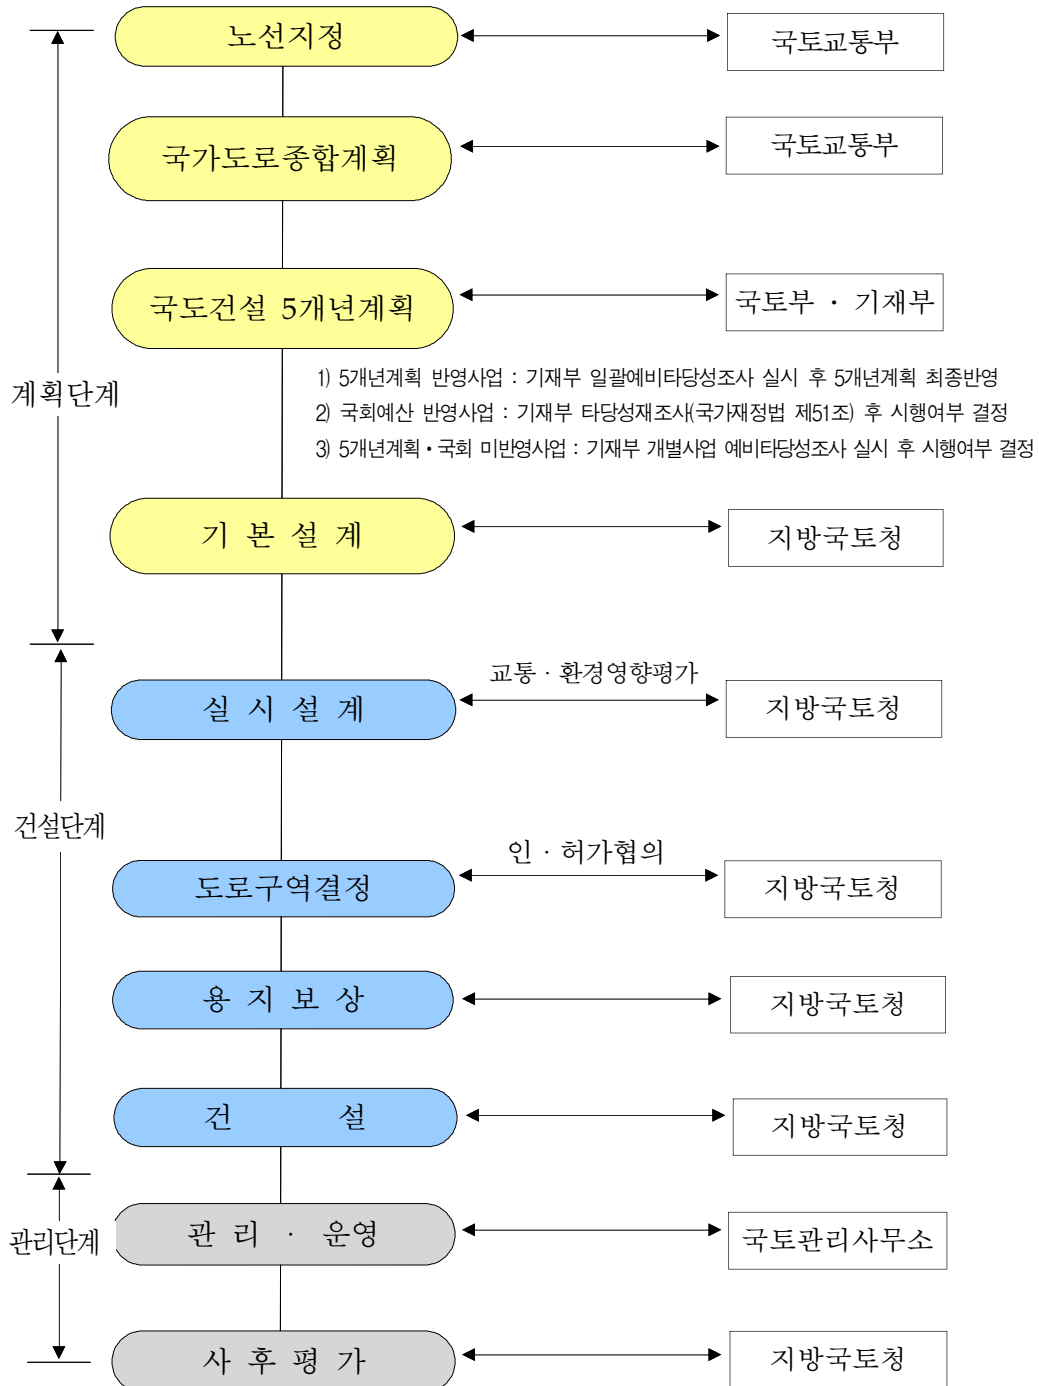 노선지정
국토교통부
국가도로종합계획
국토교통부
국도건설 5개년계획
국토부 · 기재부
계획단계
1) 5개년계획 반영사업 : 기재부 일괄예비타당성조사 실시 후 5개년계획 최종반영
2) 국회예산 반영사업 : 기재부 타당성재조사(국가재정법 제51조) 후 시행여부 결정
3) 5개년계획·국회 미반영사업 : 기재부 개별사업 예비타당성조사 실시 후 시행여부 결정
기 본 설 계
지방국토청
교통 · 환경영향평가
실 시 설 계
지방국토청
건설단계
인 · 허가협의
도로구역결정
지방국토청
용 지 보 상
지방국토청
건 설
지방국토청
관리단계
관 리 · 운영
국토관리사무소
사 후 평 가
지방국토청